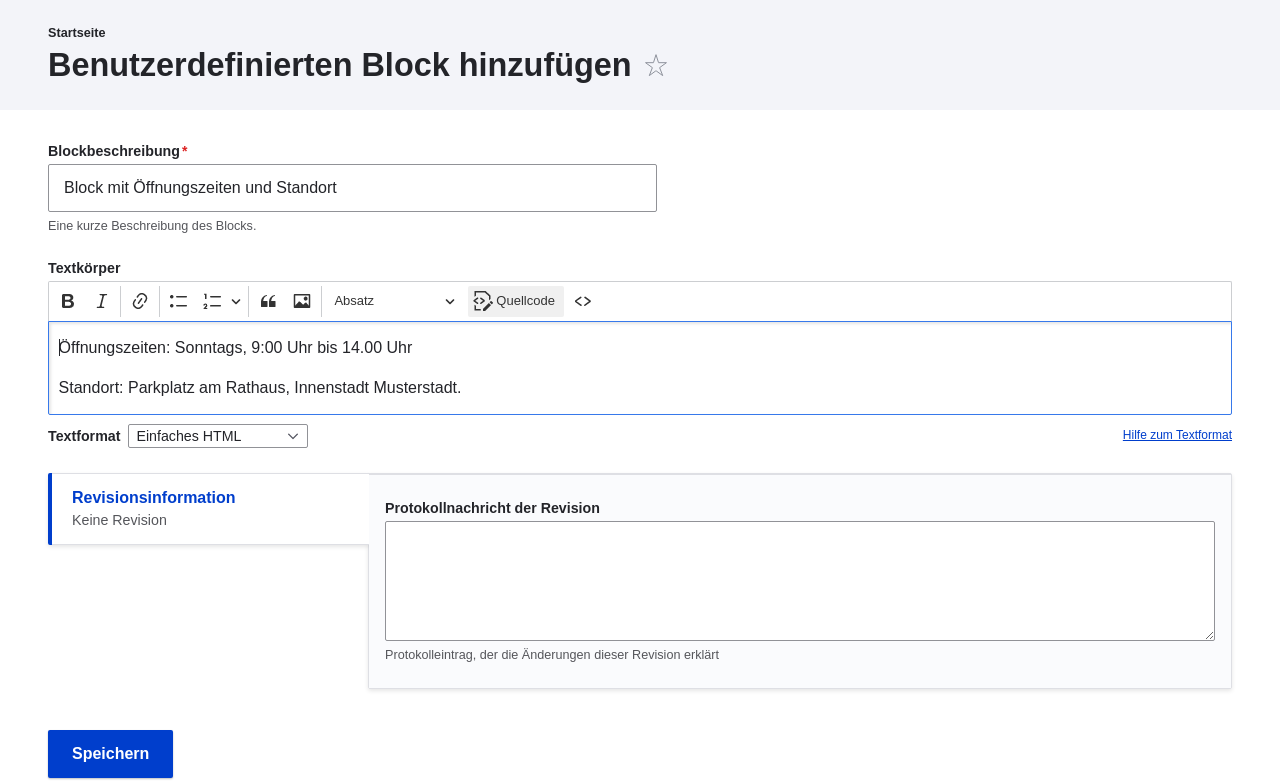 Startseite
Benutzerdefinierten Block hinzufügen
Blockbeschreibung*
Block mit Öffnungszeiten und Standort
Eine kurze Beschreibung des Blocks.
Textkörper
B I Absatz Quellcode <>
Öffnungszeiten: Sonntags, 9:00 Uhr bis 14.00 Uhr
Standort: Parkplatz am Rathaus, Innenstadt Musterstadt.
Textformat Einfaches HTML Hilfe zum Textformat
Revisionsinformation
Keine Revision
Protokollnachricht der Revision
Protokolleintrag, der die Änderungen dieser Revision erklärt
Speichern